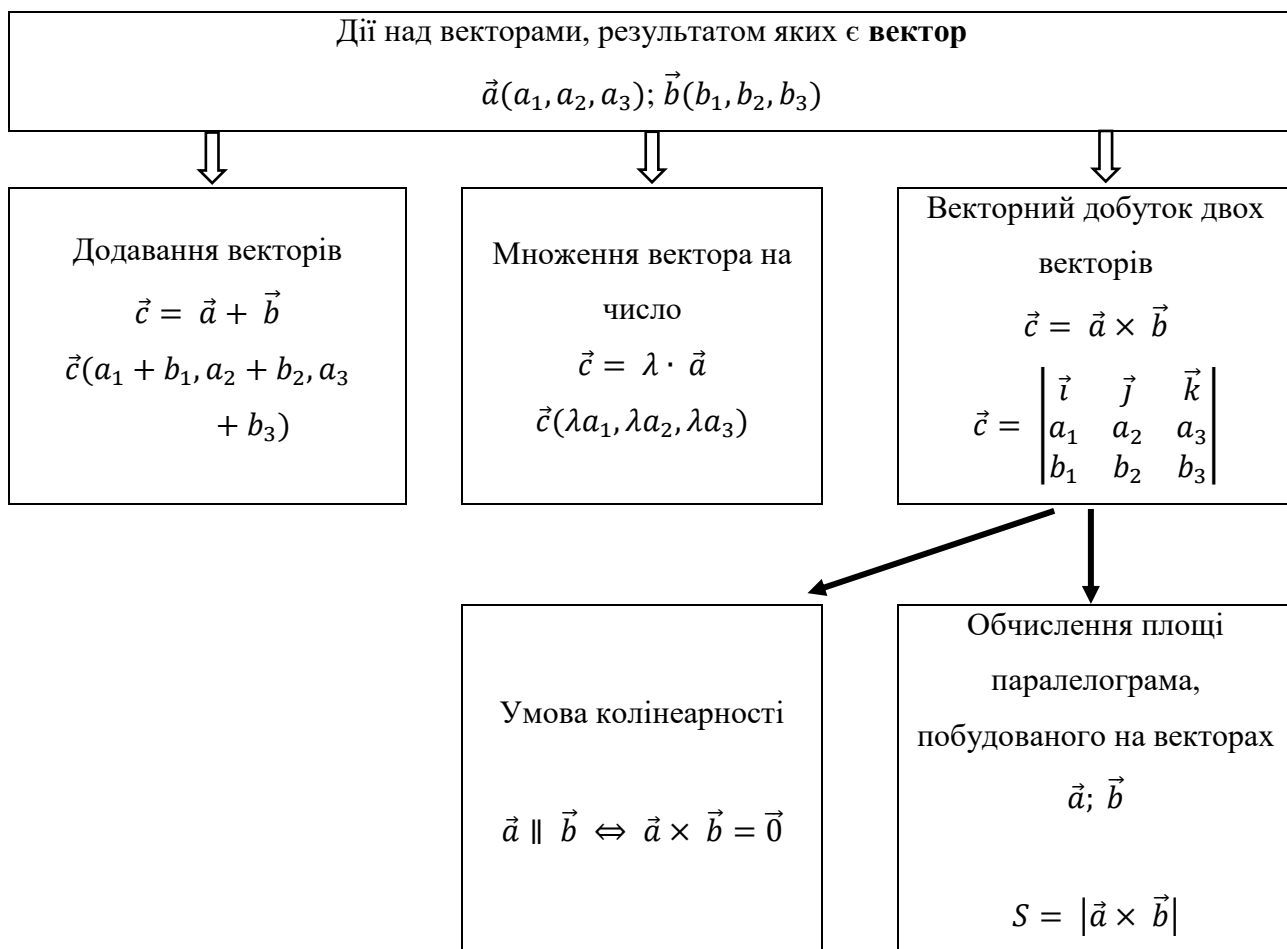 Дії над векторами, результатом яких є вектор
a⃗(a₁, a₂, a₃); b⃗(b₁, b₂, b₃)
Додавання векторів
c⃗ = a⃗ + b⃗
c⃗(a₁ + b₁, a₂ + b₂, a₃
+ b₃)
Множення вектора на
число
c⃗ = λ · a⃗
c⃗(λa₁, λa₂, λa₃)
Векторний добуток двох
векторів
c⃗ = a⃗ × b⃗
c⃗ = | i⃗ j⃗ k⃗ |
| a₁ a₂ a₃ |
| b₁ b₂ b₃ |
Умова колінеарності
a⃗ ∥ b⃗ ⇔ a⃗ × b⃗ = 0⃗
Обчислення площі
паралелограма,
побудованого на векторах
a⃗; b⃗
S = |a⃗ × b⃗|